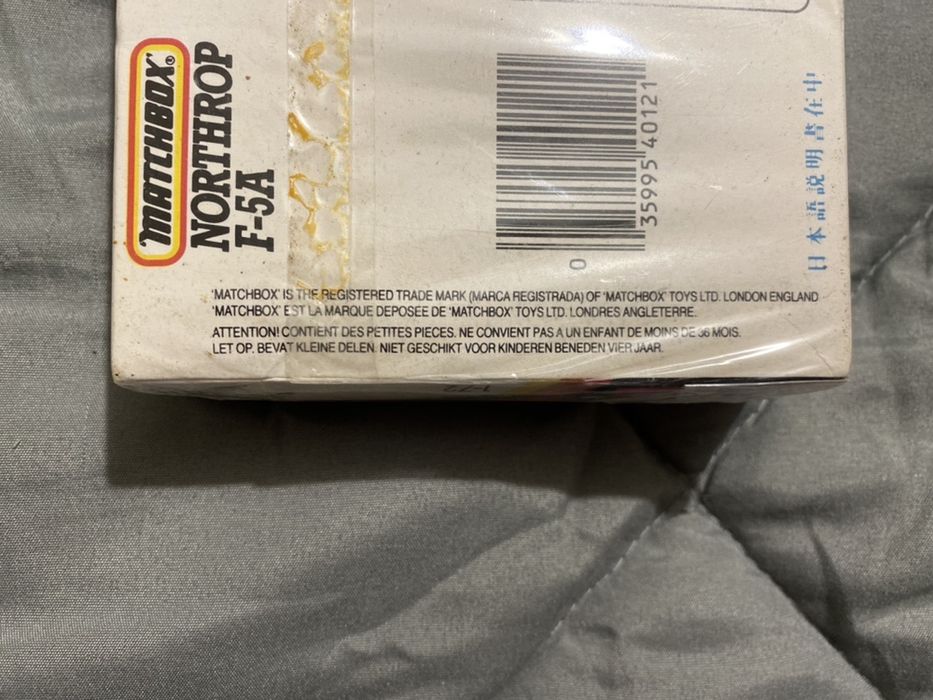 MATCHBOX®
NORTHROP
F-5A
0 35995 40121
日本語説明書在中
'MATCHBOX' IS THE REGISTERED TRADE MARK (MARCA REGISTRADA) OF 'MATCHBOX' TOYS LTD. LONDON ENGLAND
'MATCHBOX' EST LA MARQUE DEPOSEE DE 'MATCHBOX' TOYS LTD. LONDRES ANGLETERRE.
ATTENTION! CONTIENT DES PETITES PIECES. NE CONVIENT PAS A UN ENFANT DE MOINS DE 36 MOIS.
LET OP. BEVAT KLEINE DELEN. NIET GESCHIKT VOOR KINDEREN BENEDEN VIER JAAR.